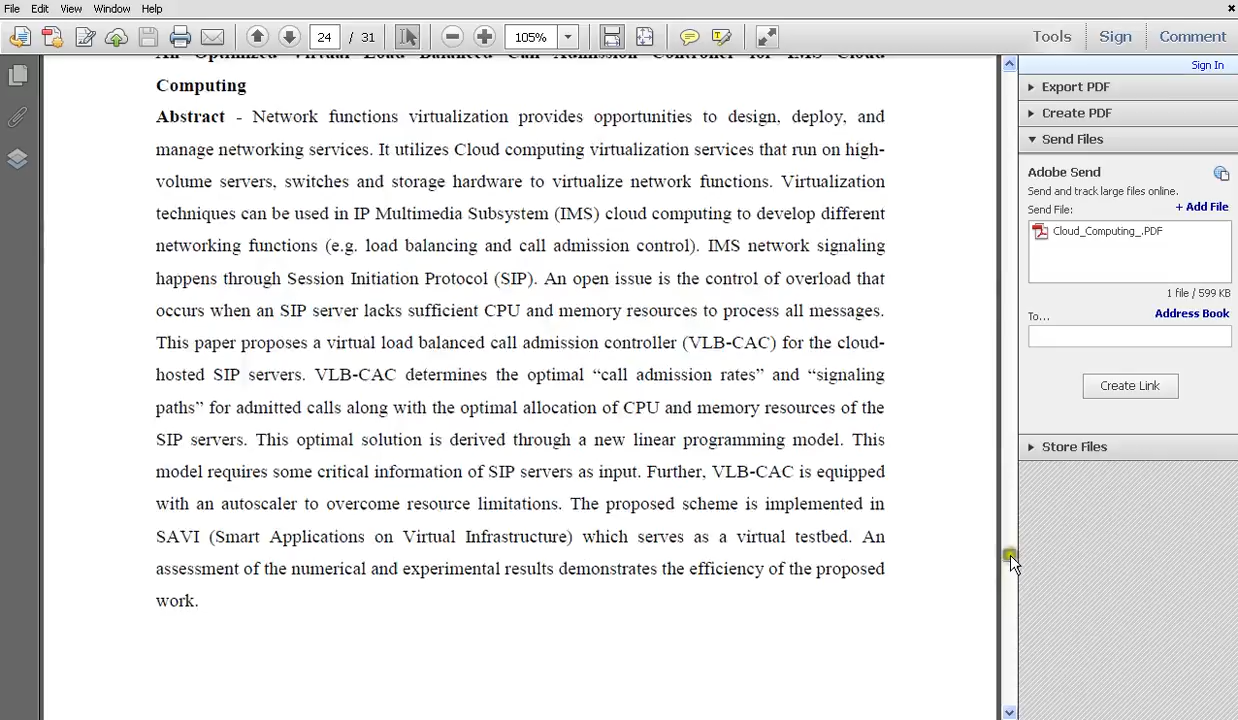 File Edit View Window Help
24 / 31 105% Tools Sign Comment
Sign In
An Optimized Virtual Load Balanced Call Admission Controller for IMS Cloud
Computing
Abstract - Network functions virtualization provides opportunities to design, deploy, and
manage networking services. It utilizes Cloud computing virtualization services that run on high-
volume servers, switches and storage hardware to virtualize network functions. Virtualization
techniques can be used in IP Multimedia Subsystem (IMS) cloud computing to develop different
networking functions (e.g. load balancing and call admission control). IMS network signaling
happens through Session Initiation Protocol (SIP). An open issue is the control of overload that
occurs when an SIP server lacks sufficient CPU and memory resources to process all messages.
This paper proposes a virtual load balanced call admission controller (VLB-CAC) for the cloud-
hosted SIP servers. VLB-CAC determines the optimal “call admission rates” and “signaling
paths” for admitted calls along with the optimal allocation of CPU and memory resources of the
SIP servers. This optimal solution is derived through a new linear programming model. This
model requires some critical information of SIP servers as input. Further, VLB-CAC is equipped
with an autoscaler to overcome resource limitations. The proposed scheme is implemented in
SAVI (Smart Applications on Virtual Infrastructure) which serves as a virtual testbed. An
assessment of the numerical and experimental results demonstrates the efficiency of the proposed
work.
Export PDF
Create PDF
Send Files
Adobe Send
Send and track large files online.
Send File: + Add File
Cloud_Computing_.PDF
1 file / 599 KB
To... Address Book
Create Link
Store Files